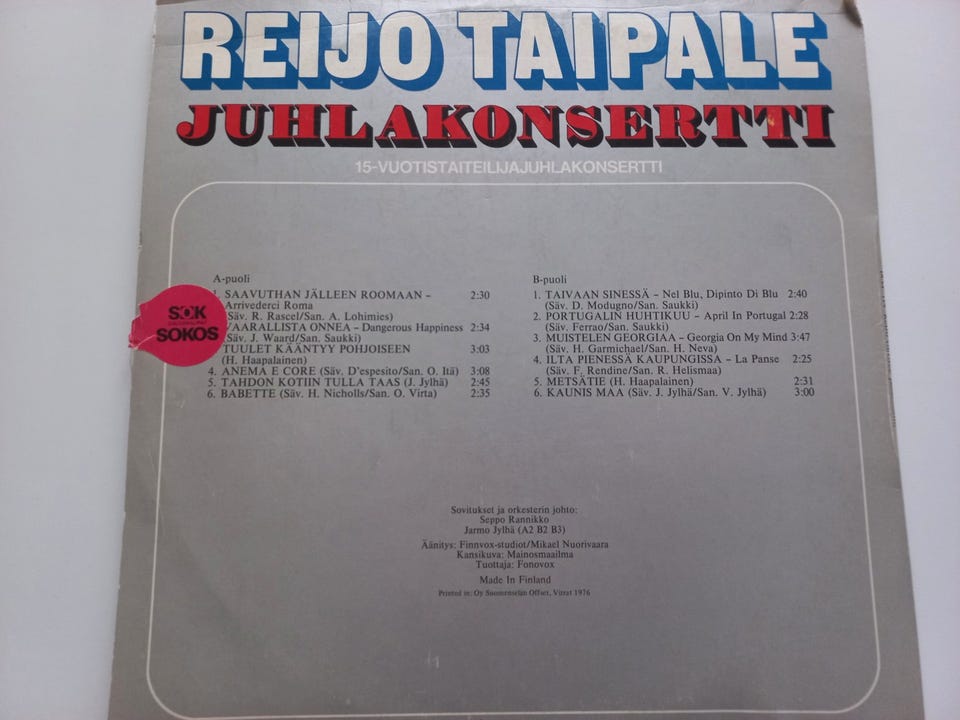 REIJO TAIPALE
JUHLAKONSERTTI
15-VUOTISTAITEILIJAJUHLAKONSERTTI
A-puoli
SAAVUTHAN JÄLLEEN ROOMAAN – 2:30
Arrivederci Roma
(Säv. R. Rascel/San. A. Lohimies)
VAARALLISTA ONNEA – Dangerous Happiness 2:34
(Säv. J. Waard/San. Saukki)
TUULET KÄÄNTYY POHJOISEEN 3:03
(H. Haapalainen)
4. ANEMA E CORE (Säv. D'espesito/San. O. Itä) 3:08
5. TAHDON KOTIIN TULLA TAAS (J. Jylhä) 2:45
6. BABETTE (Säv. H. Nicholls/San. O. Virta) 2:35
SOK
SOKOS
B-puoli
1. TAIVAAN SINESSÄ – Nel Blu, Dipinto Di Blu 2:40
(Säv. D. Modugno/San. Saukki)
2. PORTUGALIN HUHTIKUU – April In Portugal 2:28
(Säv. Ferrao/San. Saukki)
3. MUISTELEN GEORGIAA – Georgia On My Mind 3:47
(Säv. H. Garmichael/San. H. Neva)
4. ILTA PIENESSÄ KAUPUNGISSA – La Panse 2:25
(Säv. F. Rendine/San. R. Helismaa)
5. METSÄTIE (H. Haapalainen) 2:31
6. KAUNIS MAA (Säv. J. Jylhä/San. V. Jylhä) 3:00
Sovitukset ja orkesterin johto:
Seppo Rannikko
Jarmo Jylhä (A2 B2 B3)
Äänitys: Finnvox-studiot/Mikael Nuorivaara
Kansikuva: Mainosmaailma
Tuottaja: Fonovox
Made In Finland
Printed in: Oy Suomenselan Offset, Vitrat 1976